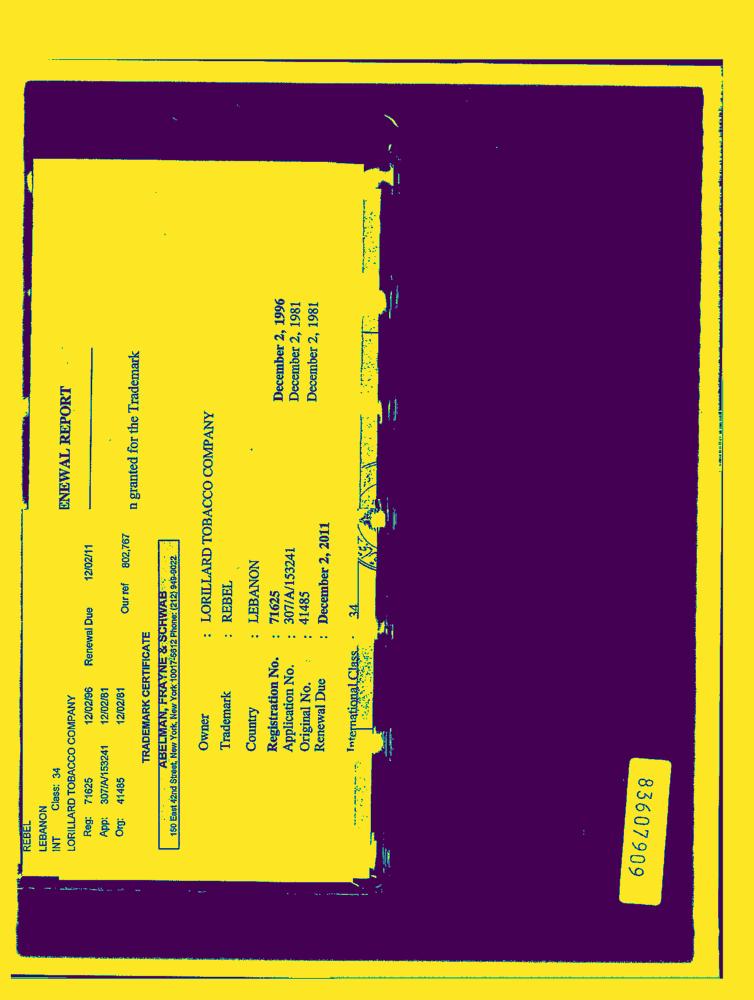 REBEL
LEBANON
INT Class: 34
LORILLARD TOBACCO COMPANY
Reg: 71625 12/02/96 Renewal Due 12/02/11
App: 307/A/153241 12/02/81
Org: 41485 12/02/81 Our ref 802,767
TRADEMARK CERTIFICATE
ABELMAN, FRAYNE & SCHWAB
150 East 42nd Street, New York, New York 10017-5612 Phone: (212) 949-9022
ENEWAL REPORT
n granted for the Trademark
Owner : LORILLARD TOBACCO COMPANY
Trademark : REBEL
Country : LEBANON
Registration No. : 71625 December 2, 1996
Application No. : 307/A/153241 December 2, 1981
Original No. : 41485 December 2, 1981
Renewal Due : December 2, 2011
International Class. : 34
83607909